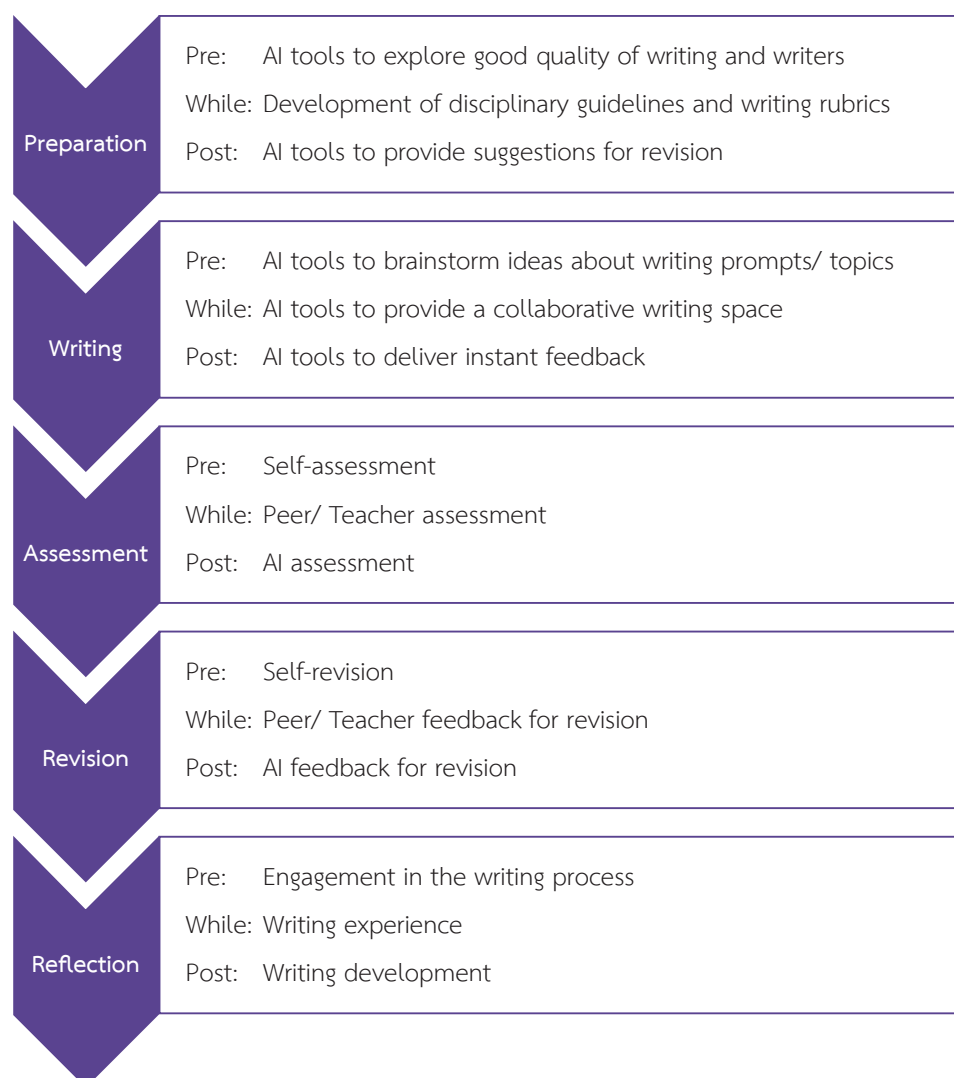 Preparation
Pre: AI tools to explore good quality of writing and writers
While: Development of disciplinary guidelines and writing rubrics
Post: AI tools to provide suggestions for revision
Writing
Pre: AI tools to brainstorm ideas about writing prompts/ topics
While: AI tools to provide a collaborative writing space
Post: AI tools to deliver instant feedback
Assessment
Pre: Self-assessment
While: Peer/ Teacher assessment
Post: AI assessment
Revision
Pre: Self-revision
While: Peer/ Teacher feedback for revision
Post: AI feedback for revision
Reflection
Pre: Engagement in the writing process
While: Writing experience
Post: Writing development